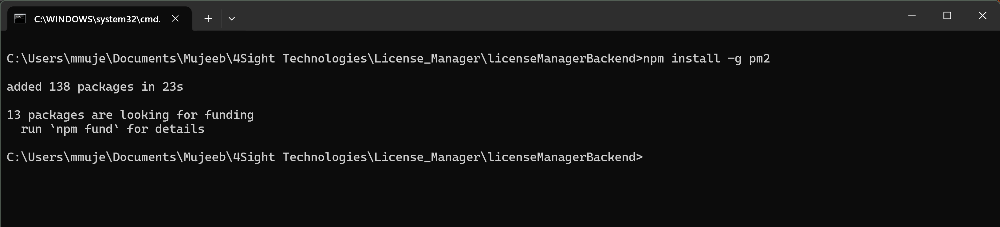 C:\WINDOWS\system32\cmd.
C:\Users\mmuje\Documents\Mujeeb\4Sight Technologies\License_Manager\licenseManagerBackend>npm install -g pm2
added 138 packages in 23s
13 packages are looking for funding
  run `npm fund` for details
C:\Users\mmuje\Documents\Mujeeb\4Sight Technologies\License_Manager\licenseManagerBackend>